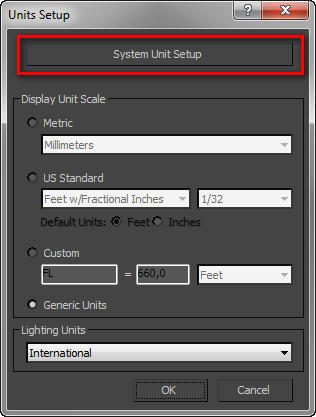 Units Setup
System Unit Setup
Display Unit Scale
Metric
Millimeters
US Standard
Feet w/Fractional Inches 1/32
Default Units: Feet Inches
Custom
FL = 660,0 Feet
Generic Units
Lighting Units
International
OK Cancel